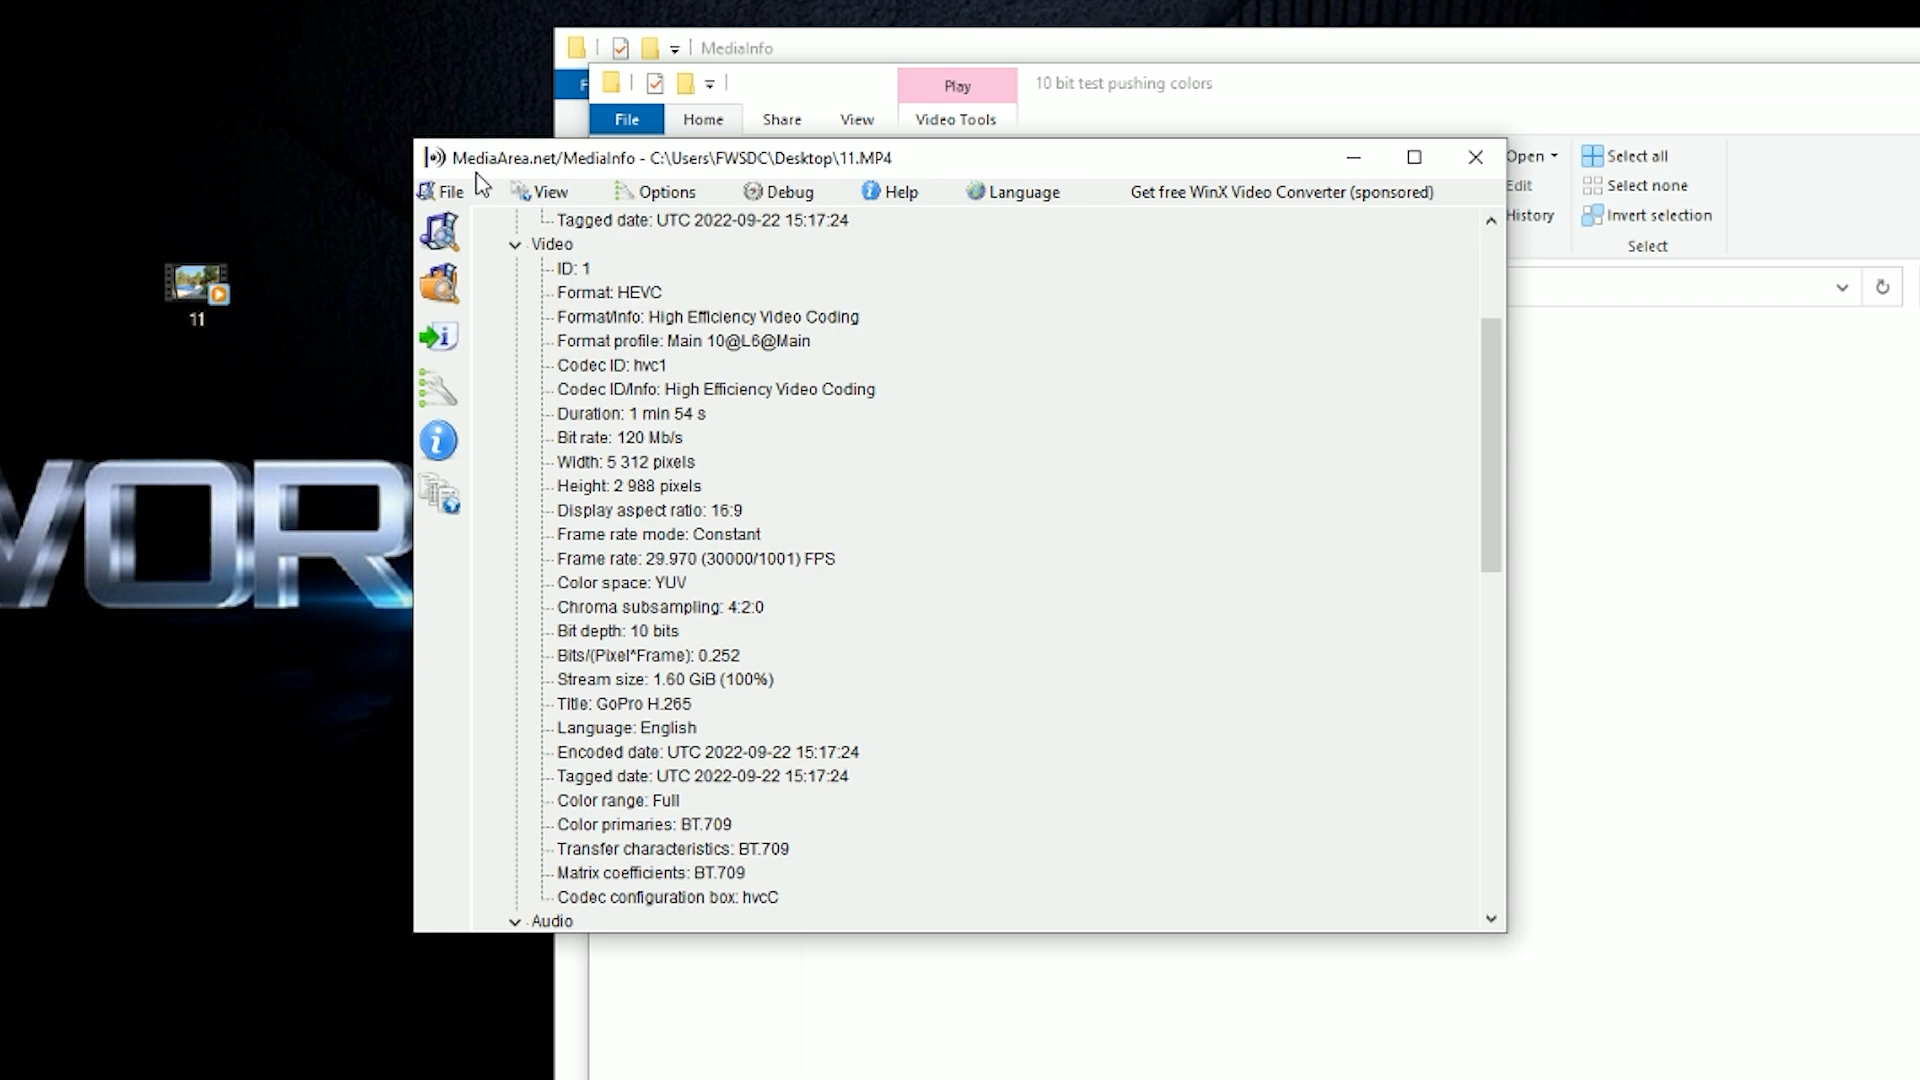 MediaInfo
10 bit test pushing colors
Play
File
Home
Share
View
Video Tools
MediaArea.net/MediaInfo - C:\Users\FWSDC\Desktop\11.MP4
File
View
Options
Debug
Help
Language
Get free WinX Video Converter (sponsored)
Tagged date: UTC 2022-09-22 15:17:24
Video
ID: 1
Format: HEVC
Format/Info: High Efficiency Video Coding
Format profile: Main 10@L6@Main
Codec ID: hvc1
Codec ID/Info: High Efficiency Video Coding
Duration: 1 min 54 s
Bit rate: 120 Mb/s
Width: 5 312 pixels
Height: 2 988 pixels
Display aspect ratio: 16:9
Frame rate mode: Constant
Frame rate: 29.970 (30000/1001) FPS
Color space: YUV
Chroma subsampling: 4:2:0
Bit depth: 10 bits
Bits/(Pixel*Frame): 0.252
Stream size: 1.60 GiB (100%)
Title: GoPro H.265
Language: English
Encoded date: UTC 2022-09-22 15:17:24
Tagged date: UTC 2022-09-22 15:17:24
Color range: Full
Color primaries: BT.709
Transfer characteristics: BT.709
Matrix coefficients: BT.709
Codec configuration box: hvcC
Audio
Open
Edit
History
Select all
Select none
Invert selection
Select
11
VOR